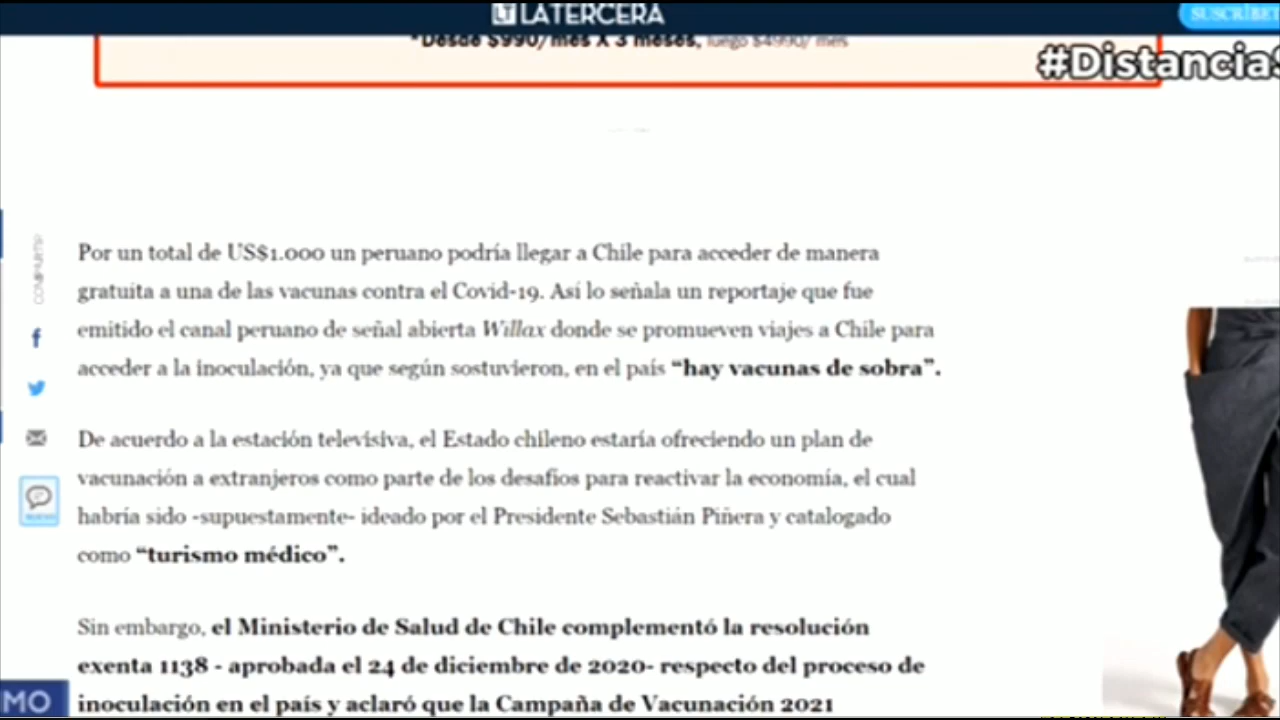 LT LATERCERA
SUSCRÍBET
*Desde $990/mes X 3 meses, luego $4990/ mes
#DistanciaS
Por un total de US$1.000 un peruano podría llegar a Chile para acceder de manera
gratuita a una de las vacunas contra el Covid-19. Así lo señala un reportaje que fue
emitido el canal peruano de señal abierta Willax donde se promueven viajes a Chile para
acceder a la inoculación, ya que según sostuvieron, en el país “hay vacunas de sobra”.
COMPARTIR
De acuerdo a la estación televisiva, el Estado chileno estaría ofreciendo un plan de
vacunación a extranjeros como parte de los desafíos para reactivar la economía, el cual
habría sido -supuestamente- ideado por el Presidente Sebastián Piñera y catalogado
como “turismo médico”.
Sin embargo, el Ministerio de Salud de Chile complementó la resolución
exenta 1138 - aprobada el 24 de diciembre de 2020- respecto del proceso de
inoculación en el país y aclaró que la Campaña de Vacunación 2021
MO